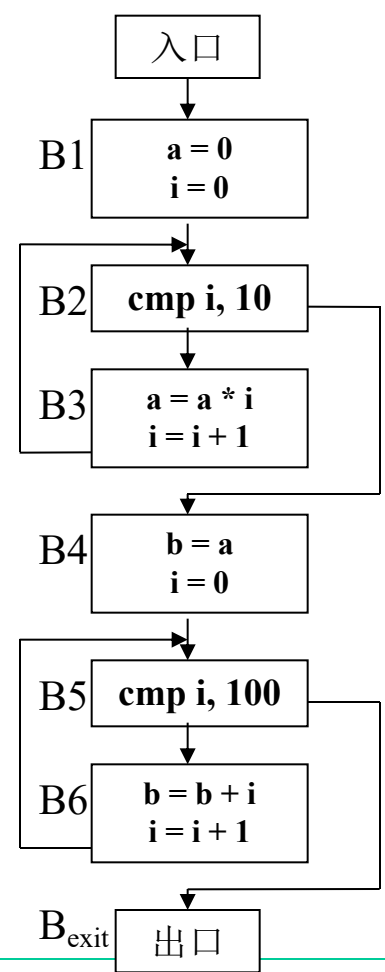 入口
B1
a = 0
i = 0
B2
cmp i, 10
B3
a = a * i
i = i + 1
B4
b = a
i = 0
B5
cmp i, 100
B6
b = b + i
i = i + 1
Bexit
出口